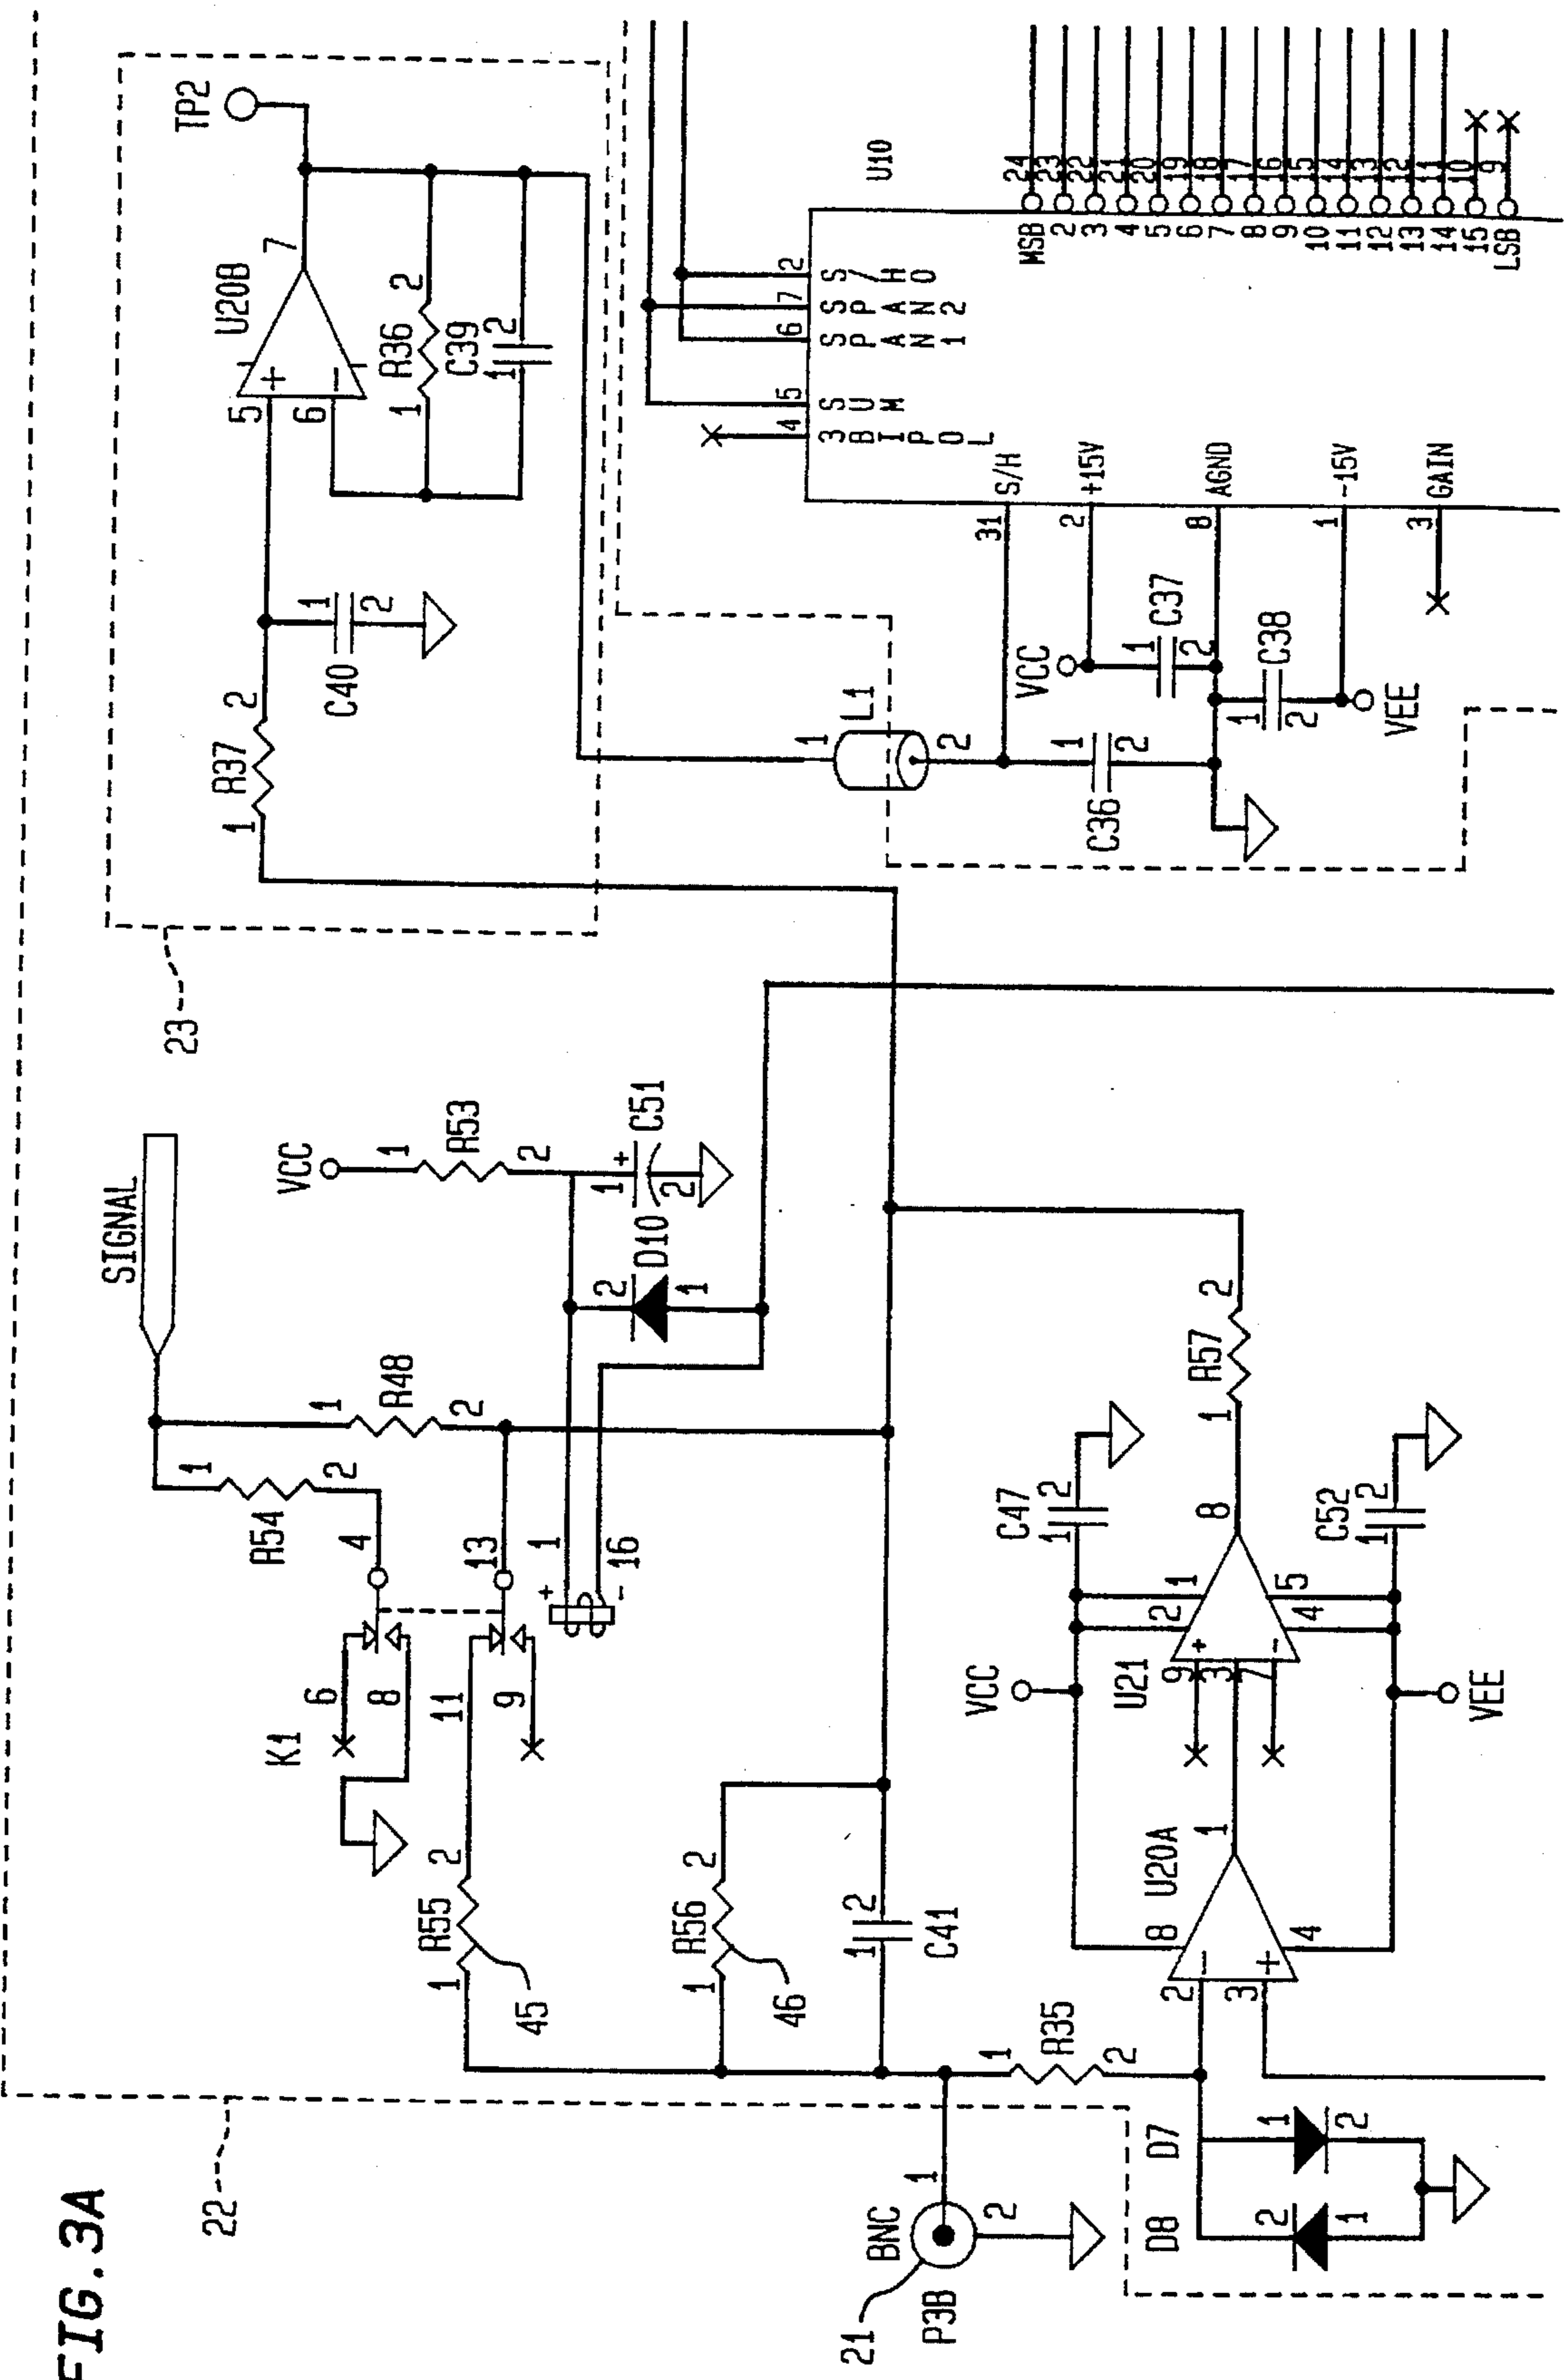 FIG.3A
22
23
TP2
U20B
7
5
+
6
-
R36
1
2
C39
1
2
R37
1
2
C40
1
2
SIGNAL
R54
1
2
R48
1
2
VCC
R53
1
2
C51
1
+
2
D10
2
1
K1
6
4
8
11
13
9
+
1
-
16
R55
1
2
45
R56
1
2
46
C41
1
2
L1
1
2
U10
S/HO
2
SPAN2
7
SPAN1
6
SUM
5
3BIPOL
4
S/H
31
+15V
2
AGND
8
-15V
1
GAIN
3
MSB 24
2 23
3 22
4 21
5 20
6 19
7 18
8 17
9 16
10 15
11 14
12 13
13 12
14 11
15 10
LSB 9
VCC
C37
1
2
C38
1
2
VEE
C36
1
2
BNC
1
2
21
P3B
R35
1
2
D7
1
2
D8
2
1
U20A
2
-
3
+
8
4
1
VCC
U21
9
+
3
7
-
2
1
4
5
8
VEE
C47
1
2
C52
1
2
R57
1
2